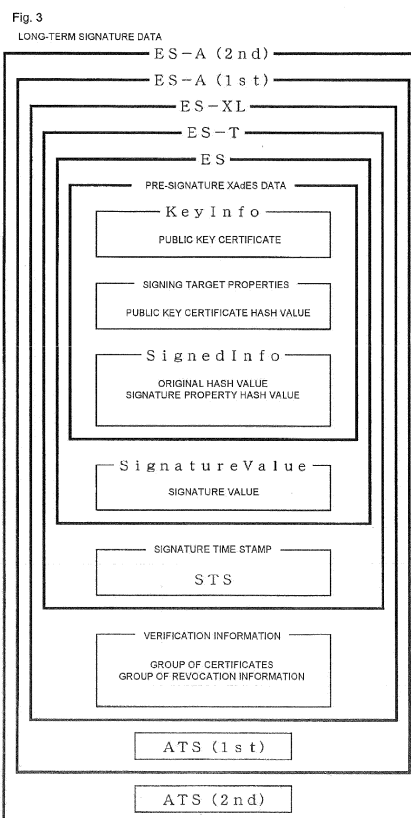 Fig. 3
LONG-TERM SIGNATURE DATA
ES-A (2nd)
ES-A (1st)
ES-XL
ES-T
ES
PRE-SIGNATURE XAdES DATA
KeyInfo
PUBLIC KEY CERTIFICATE
SIGNING TARGET PROPERTIES
PUBLIC KEY CERTIFICATE HASH VALUE
SignedInfo
ORIGINAL HASH VALUE
SIGNATURE PROPERTY HASH VALUE
SignatureValue
SIGNATURE VALUE
SIGNATURE TIME STAMP
STS
VERIFICATION INFORMATION
GROUP OF CERTIFICATES
GROUP OF REVOCATION INFORMATION
ATS (1st)
ATS (2nd)